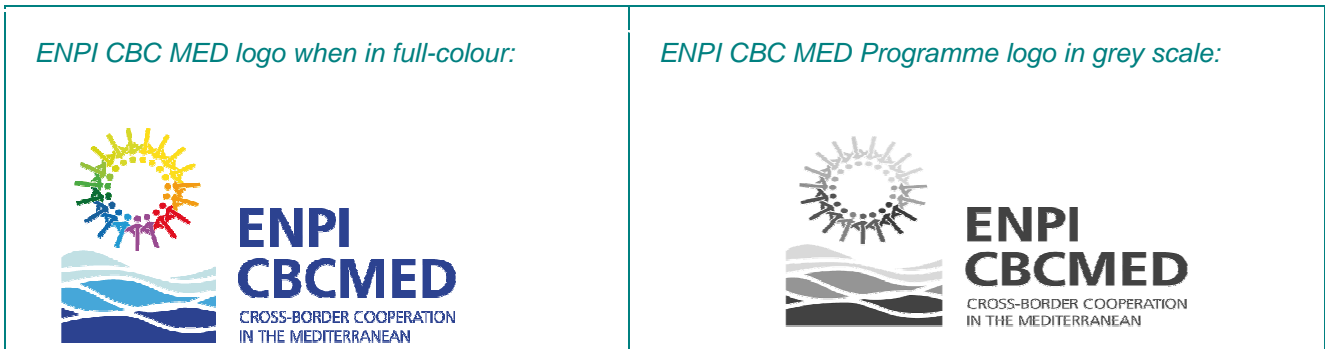 ENPI CBC MED logo when in full-colour:
ENPI
CBCMED
CROSS-BORDER COOPERATION
IN THE MEDITERRANEAN
ENPI CBC MED Programme logo in grey scale:
ENPI
CBCMED
CROSS-BORDER COOPERATION
IN THE MEDITERRANEAN